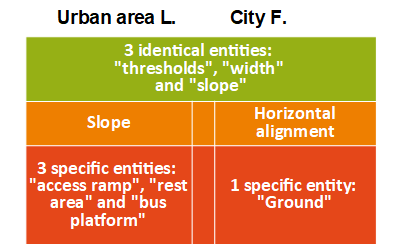 Urban area L. City F.
3 identical entities:
"thresholds", "width"
and "slope"
Slope
Horizontal
alignment
3 specific entities:
"access ramp", "rest
area" and "bus
platform"
1 specific entity:
"Ground"